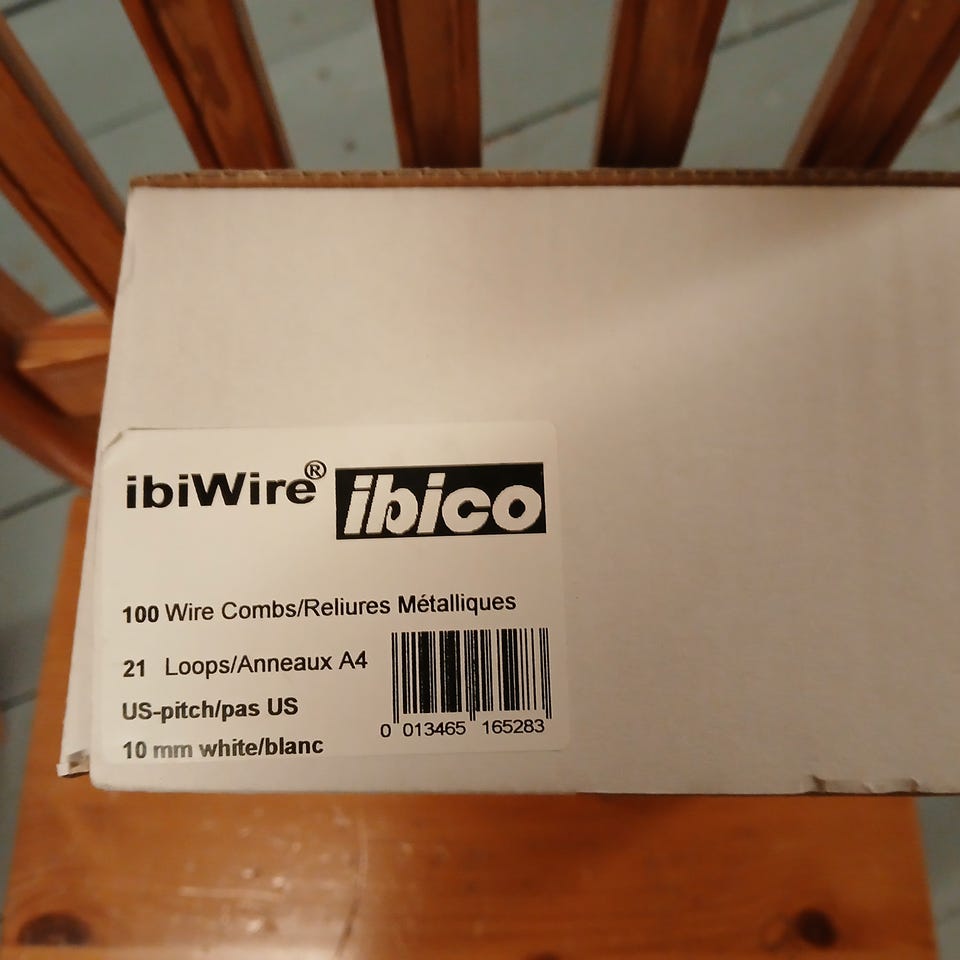 ibiWire® ibico
100 Wire Combs/Reliures Métalliques
21 Loops/Anneaux A4
US-pitch/pas US
10 mm white/blanc
0 013465 165283